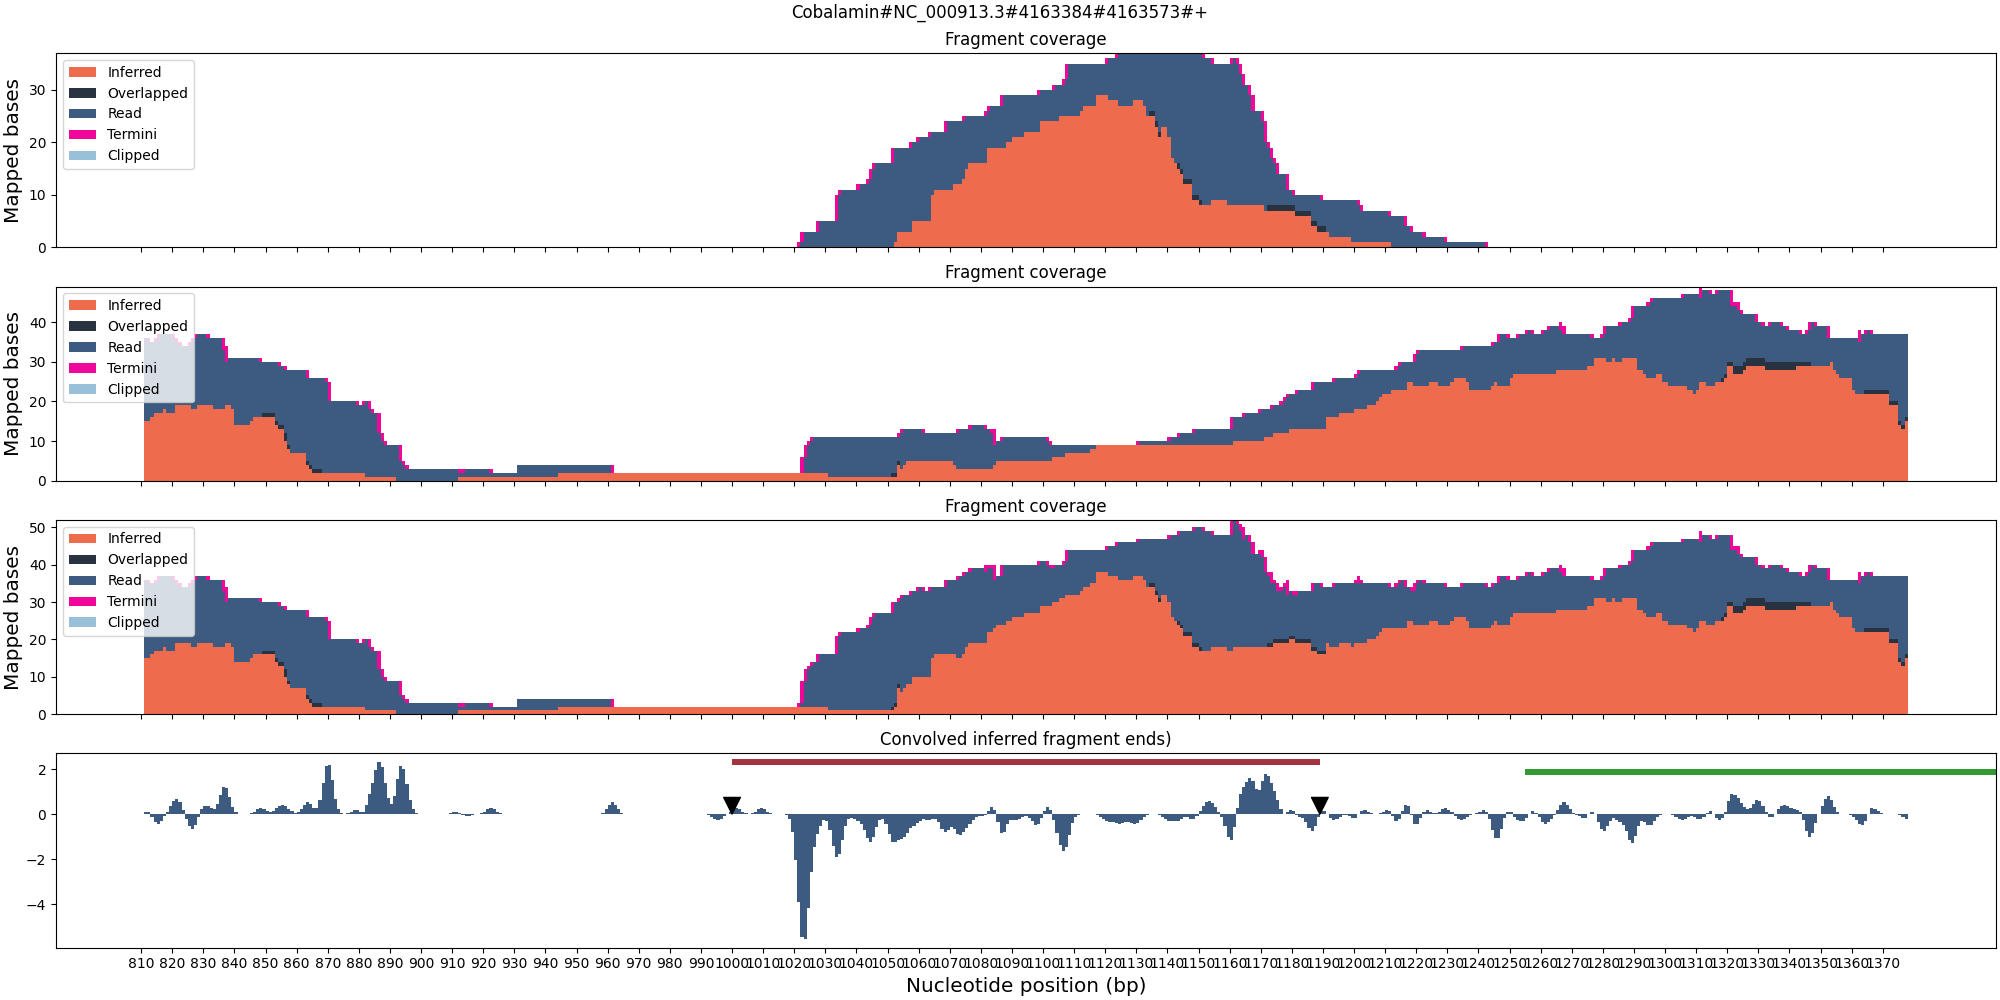 Cobalamin#NC_000913.3#4163384#4163573#+
Fragment coverage
Mapped bases
30
20
10
0
Inferred
Overlapped
Read
Termini
Clipped
Fragment coverage
Mapped bases
40
30
20
10
0
Inferred
Overlapped
Read
Termini
Clipped
Fragment coverage
Mapped bases
50
40
30
20
10
0
Inferred
Overlapped
Read
Termini
Clipped
Convolved inferred fragment ends)
2
0
−2
−4
810 820 830 840 850 860 870 880 890 900 910 920 930 940 950 960 970 980 990 1000 1010 1020 1030 1040 1050 1060 1070 1080 1090 1100 1110 1120 1130 1140 1150 1160 1170 1180 1190 1200 1210 1220 1230 1240 1250 1260 1270 1280 1290 1300 1310 1320 1330 1340 1350 1360 1370
Nucleotide position (bp)